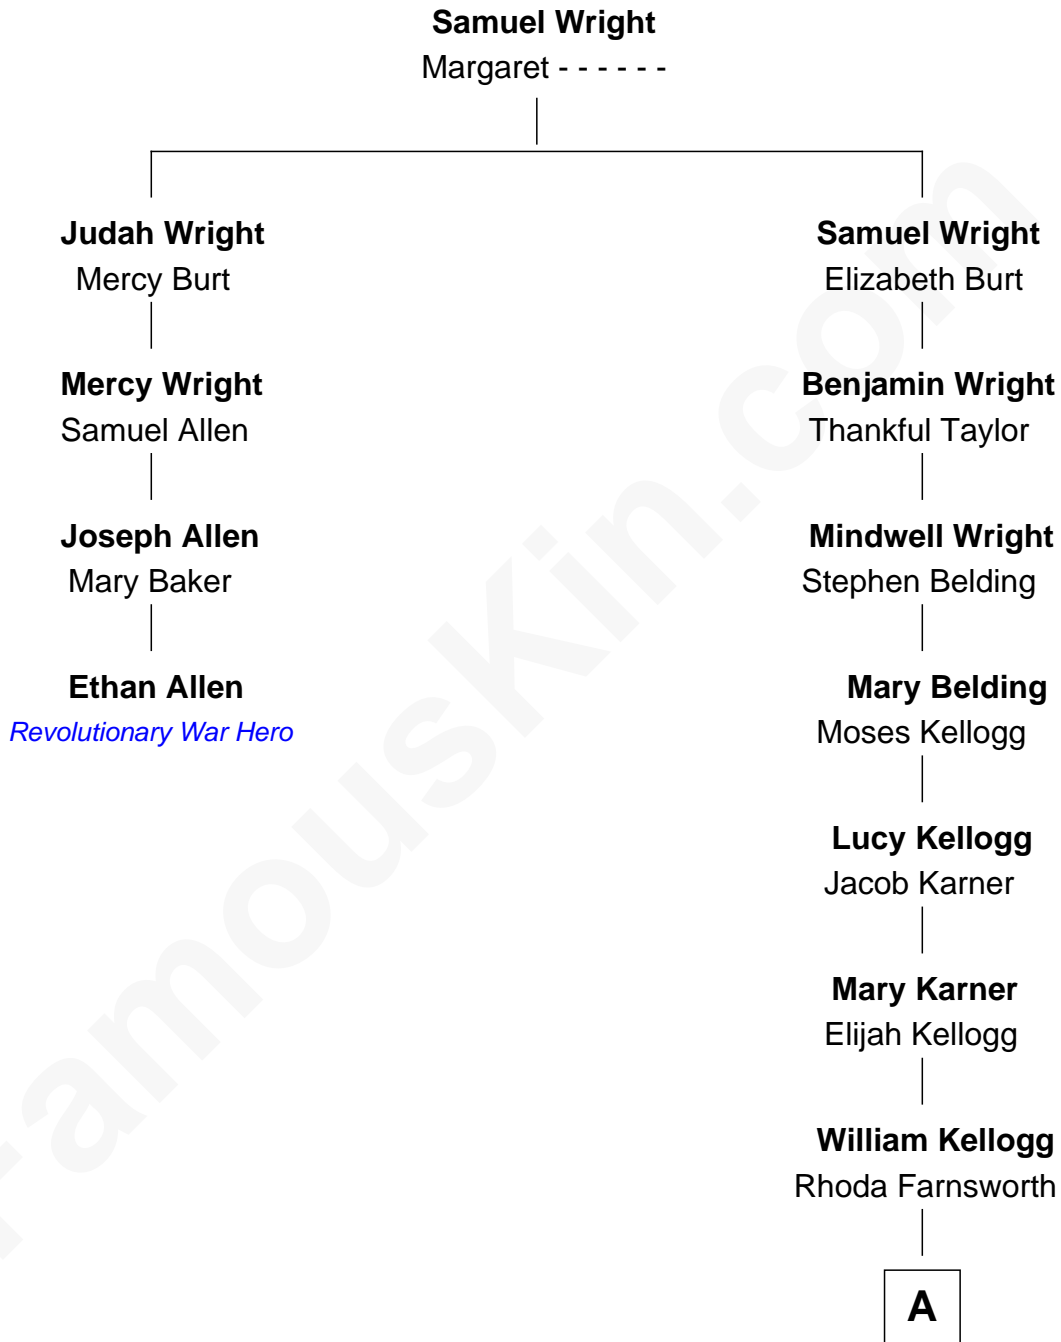 Samuel Wright
Margaret - - - - - -
Judah Wright
Mercy Burt
Samuel Wright
Elizabeth Burt
Mercy Wright
Samuel Allen
Benjamin Wright
Thankful Taylor
Joseph Allen
Mary Baker
Mindwell Wright
Stephen Belding
Ethan Allen
Revolutionary War Hero
Mary Belding
Moses Kellogg
Lucy Kellogg
Jacob Karner
Mary Karner
Elijah Kellogg
William Kellogg
Rhoda Farnsworth
A
FamousKin.com